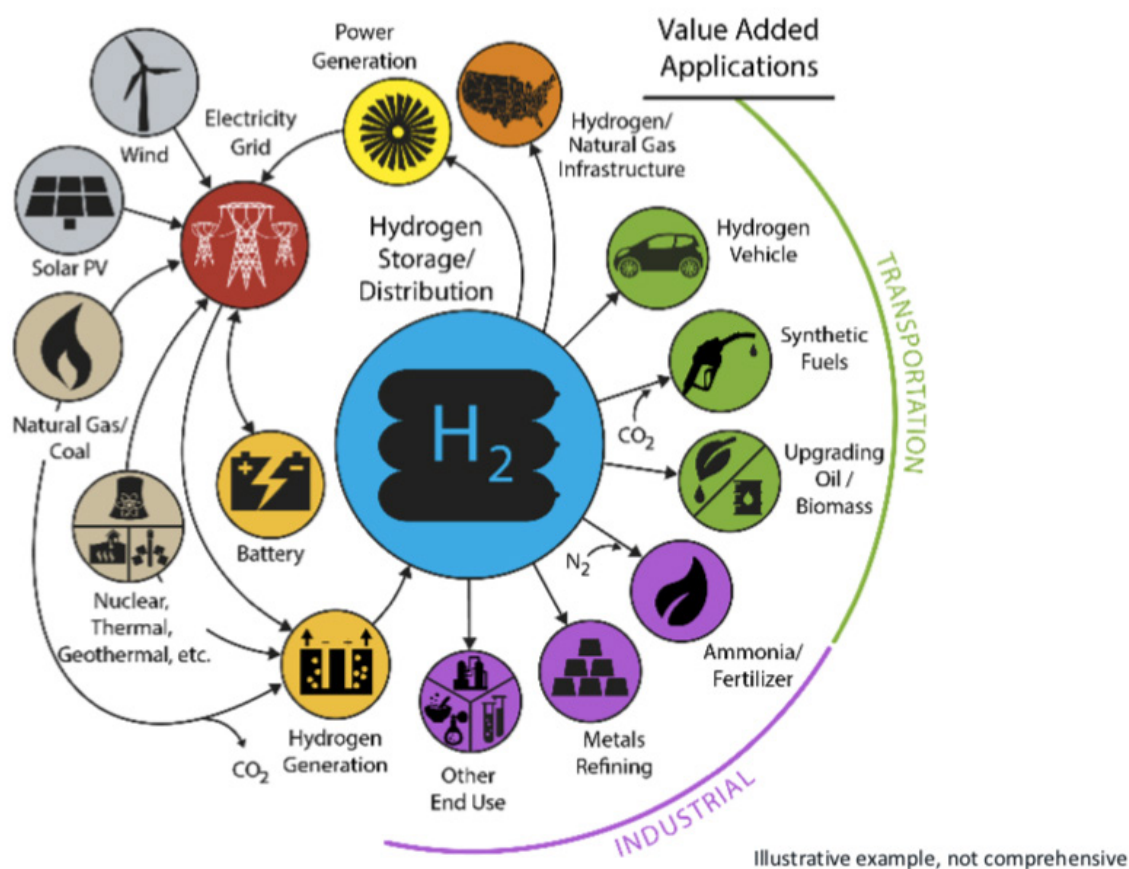 Value Added
Applications
Power
Generation
Wind
Electricity
Grid
Hydrogen/
Natural Gas
Infrastructure
Solar PV
Hydrogen
Storage/
Distribution
Hydrogen
Vehicle
TRANSPORTATION
Synthetic
Fuels
Natural Gas/
Coal
H₂
CO₂
Upgrading
Oil /
Biomass
Battery
N₂
Nuclear,
Thermal,
Geothermal, etc.
Ammonia/
Fertilizer
Hydrogen
Generation
CO₂
Metals
Refining
Other
End Use
INDUSTRIAL
Illustrative example, not comprehensive